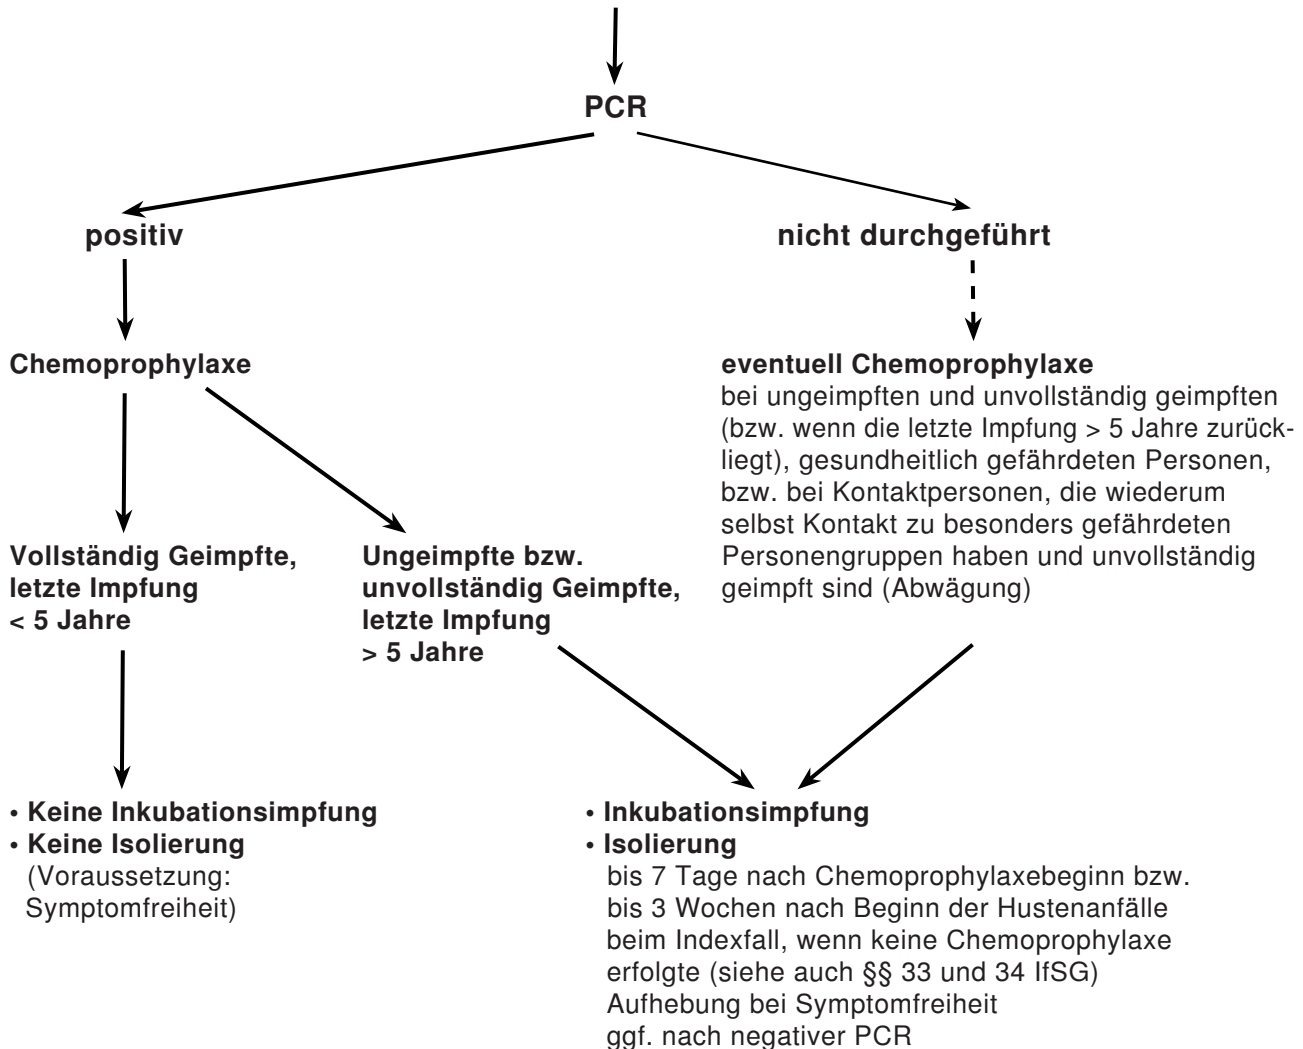 PCR
positiv
nicht durchgeführt
Chemoprophylaxe
eventuell Chemoprophylaxe
bei ungeimpften und unvollständig geimpften
(bzw. wenn die letzte Impfung > 5 Jahre zurück-
liegt), gesundheitlich gefährdeten Personen,
bzw. bei Kontaktpersonen, die wiederum
selbst Kontakt zu besonders gefährdeten
Personengruppen haben und unvollständig
geimpft sind (Abwägung)
Vollständig Geimpfte,
letzte Impfung
< 5 Jahre
Ungeimpfte bzw.
unvollständig Geimpfte,
letzte Impfung
> 5 Jahre
• Keine Inkubationsimpfung
• Keine Isolierung
(Voraussetzung:
Symptomfreiheit)
• Inkubationsimpfung
• Isolierung
bis 7 Tage nach Chemoprophylaxebeginn bzw.
bis 3 Wochen nach Beginn der Hustenanfälle
beim Indexfall, wenn keine Chemoprophylaxe
erfolgte (siehe auch §§ 33 und 34 IfSG)
Aufhebung bei Symptomfreiheit
ggf. nach negativer PCR